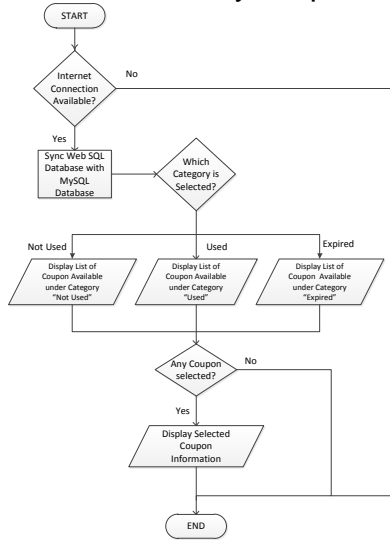 START
Internet
Connection
Available?
No
Yes
Sync Web SQL
Database with
MySQL
Database
Which
Category is
Selected?
Not Used
Used
Expired
Display List of
Coupon Available
under Category
"Not Used"
Display List of
Coupon Available
under Category
"Used"
Display List of
Coupon Available
under Category
"Expired"
Any Coupon
selected?
No
Yes
Display Selected
Coupon
Information
END